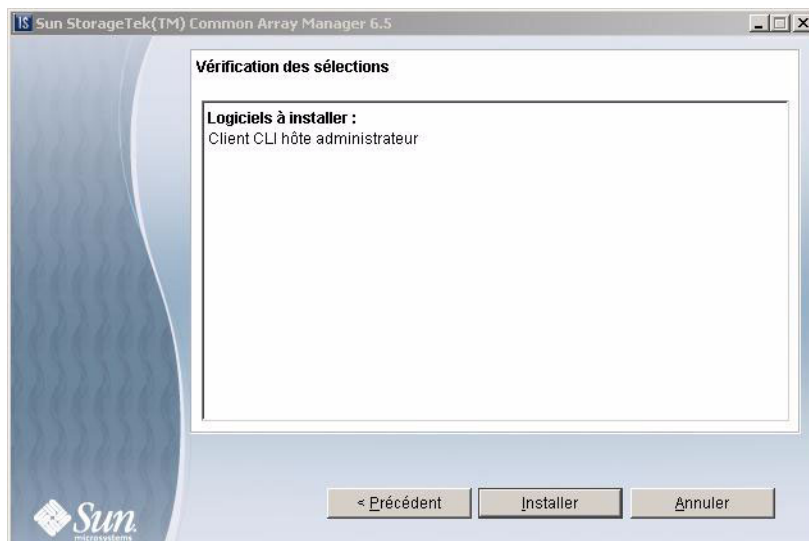 Sun StorageTek(TM) Common Array Manager 6.5
Vérification des sélections
Logiciels à installer :
Client CLI hôte administrateur
< Précédent
Installer
Annuler
Sun
microsystems